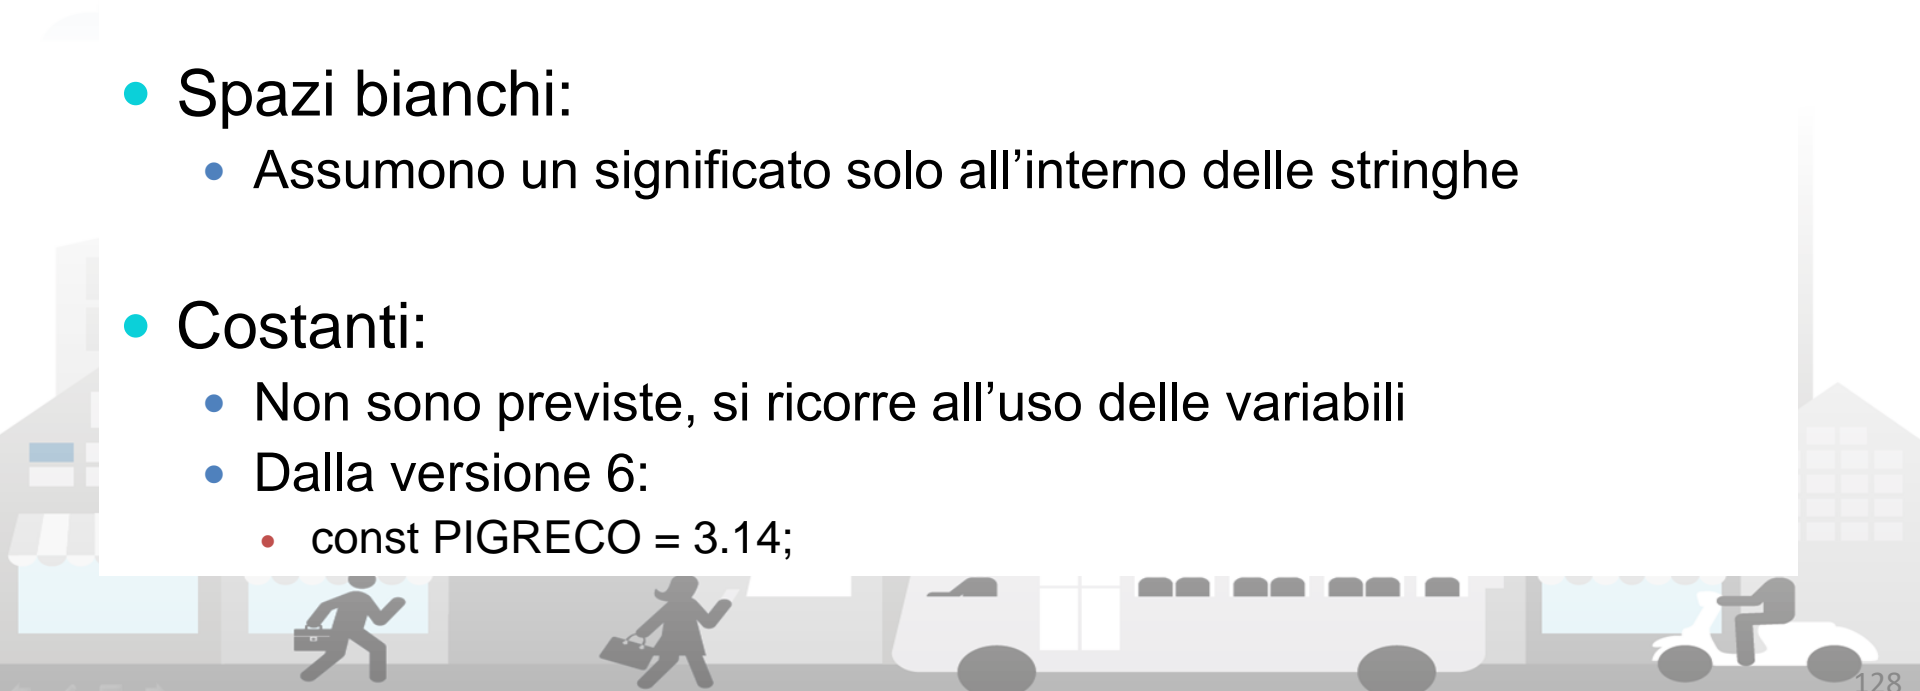 Spazi bianchi:
Assumono un significato solo all’interno delle stringhe
Costanti:
Non sono previste, si ricorre all’uso delle variabili
Dalla versione 6:
const PIGRECO = 3.14;
128